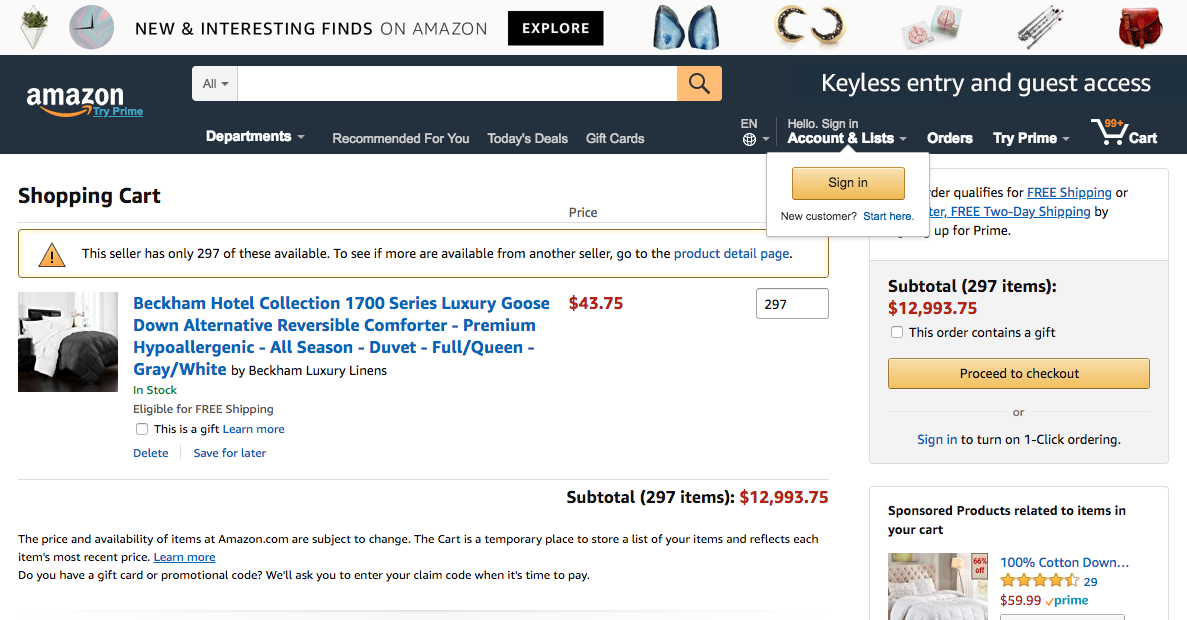 NEW & INTERESTING FINDS ON AMAZON EXPLORE
All
Keyless entry and guest access
amazon
Try Prime
Departments
Recommended For You
Today's Deals
Gift Cards
EN
Hello. Sign in
Account & Lists
Orders
Try Prime
99+
Cart
Sign in
New customer? Start here.
Shopping Cart
Price
This seller has only 297 of these available. To see if more are available from another seller, go to the product detail page.
Beckham Hotel Collection 1700 Series Luxury Goose
Down Alternative Reversible Comforter - Premium
Hypoallergenic - All Season - Duvet - Full/Queen -
Gray/White by Beckham Luxury Linens
$43.75
297
In Stock
Eligible for FREE Shipping
This is a gift Learn more
Delete
Save for later
Subtotal (297 items): $12,993.75
The price and availability of items at Amazon.com are subject to change. The Cart is a temporary place to store a list of your items and reflects each
item's most recent price. Learn more
Do you have a gift card or promotional code? We'll ask you to enter your claim code when it's time to pay.
qualifies for FREE Shipping or
FREE Two-Day Shipping by
up for Prime.
Subtotal (297 items):
$12,993.75
This order contains a gift
Proceed to checkout
or
Sign in to turn on 1-Click ordering.
Sponsored Products related to items in
your cart
66%
off
100% Cotton Down...
29
$59.99 prime